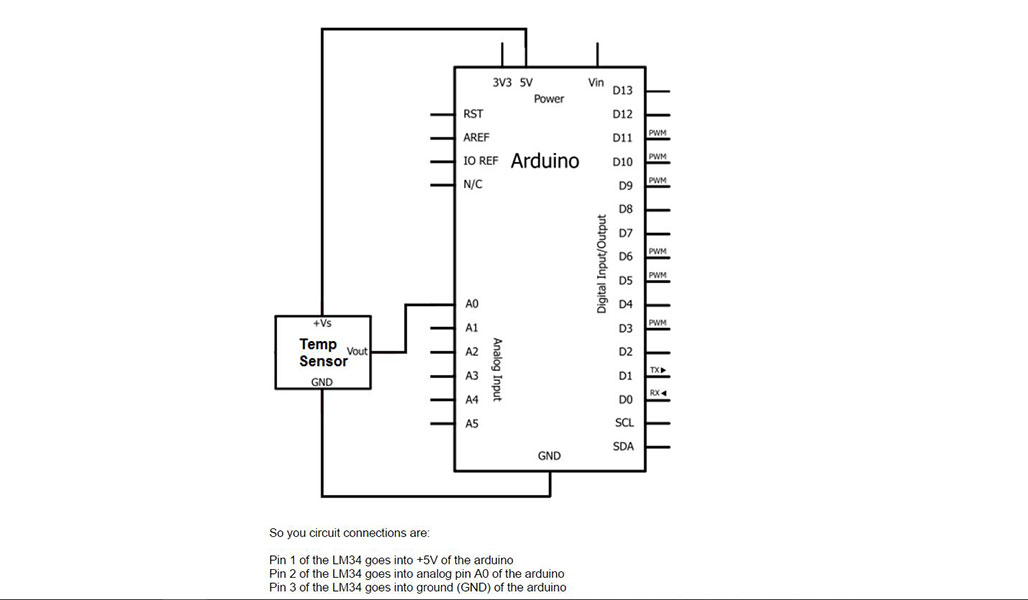 3V3 5V Vin
Power
D13
RST D12
AREF D11 PWM
IO REF Arduino D10 PWM
N/C D9 PWM
D8
D7
D6 PWM
D5 PWM
Digital Input/Output
A0 D4
A1 D3 PWM
A2 D2
A3 D1 TX▶
A4 D0 RX◀
A5 SCL
SDA
Analog Input
GND
+Vs
Temp Vout
Sensor
GND
So you circuit connections are:
Pin 1 of the LM34 goes into +5V of the arduino
Pin 2 of the LM34 goes into analog pin A0 of the arduino
Pin 3 of the LM34 goes into ground (GND) of the arduino